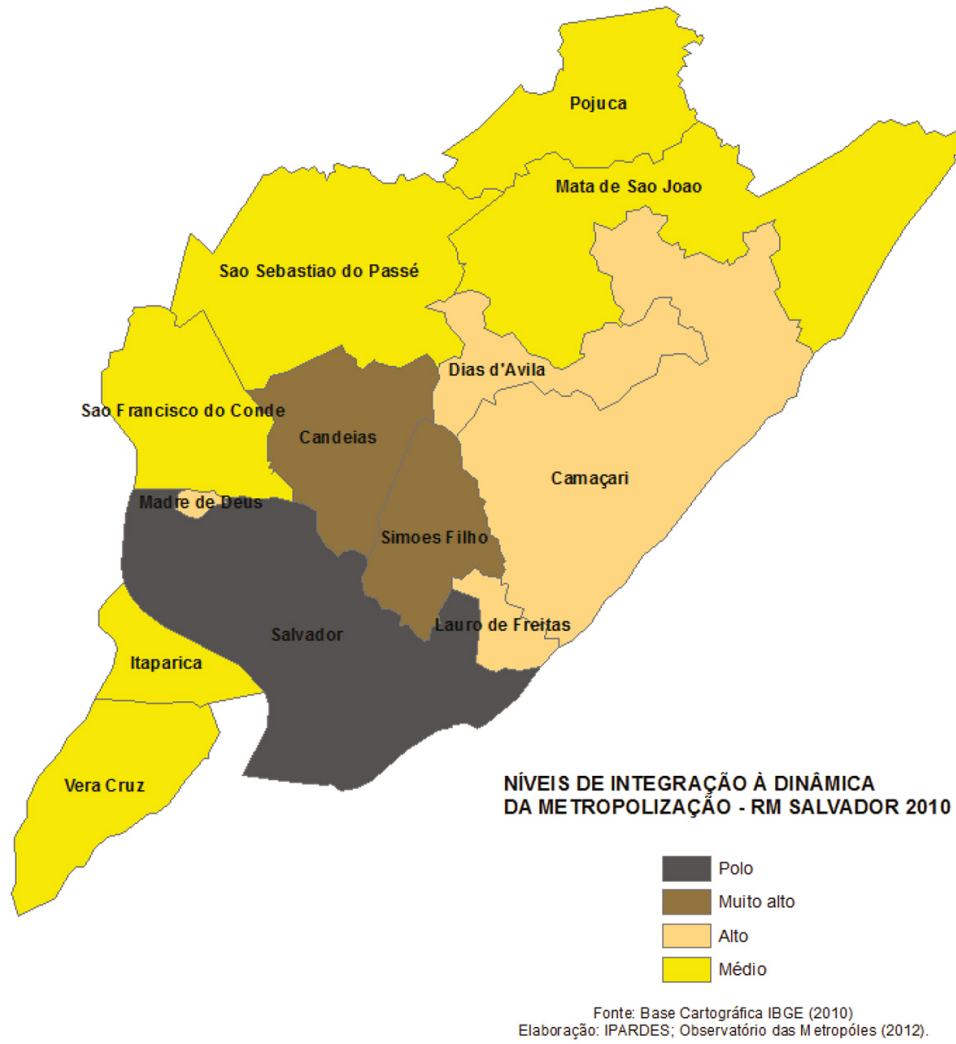 Pojuca
Mata de Sao Joao
Sao Sebastiao do Passé
Dias d'Avila
Sao Francisco do Conde
Candeias
Camaçari
Madre de Deus
Simoes Filho
Lauro de Freitas
Salvador
Itaparica
Vera Cruz
NÍVEIS DE INTEGRAÇÃO À DINÂMICA
DA METROPOLIZAÇÃO - RM SALVADOR 2010
Polo
Muito alto
Alto
Médio
Fonte: Base Cartográfica IBGE (2010)
Elaboração: IPARDES; Observatório das Metropóles (2012).